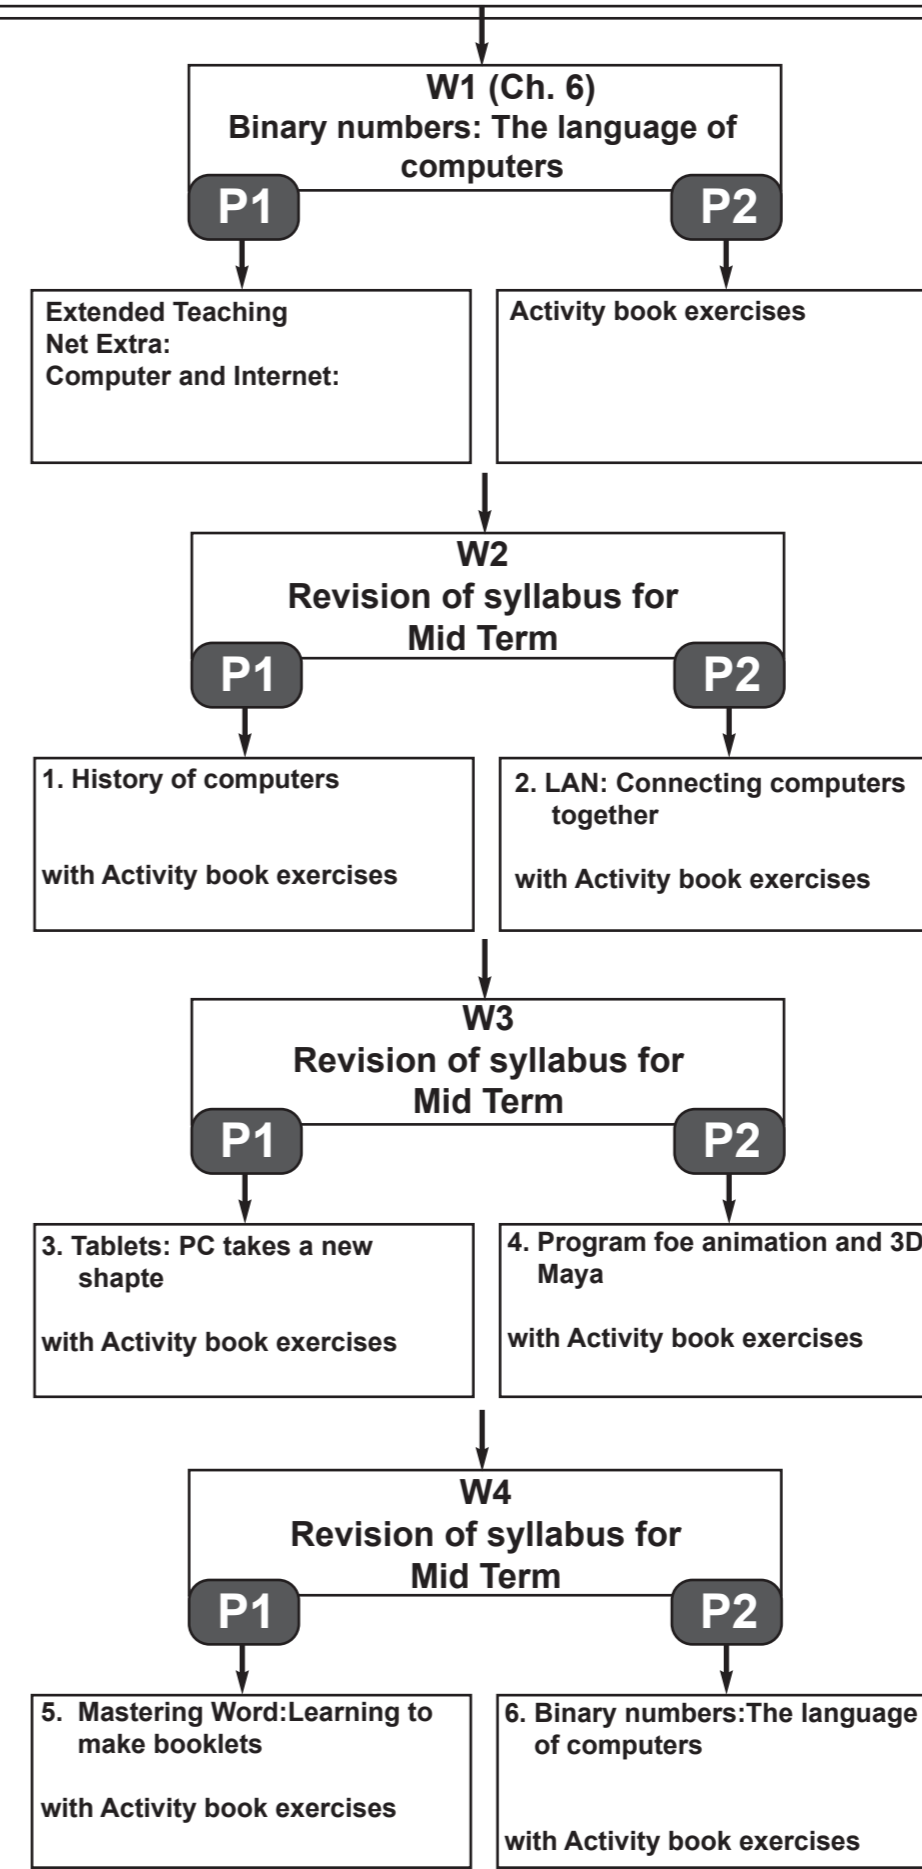 W1 (Ch. 6)
Binary numbers: The language of
computers
P1
P2
Extended Teaching
Net Extra:
Computer and Internet:
Activity book exercises
W2
Revision of syllabus for
Mid Term
P1
P2
1. History of computers
with Activity book exercises
2. LAN: Connecting computers
together
with Activity book exercises
W3
Revision of syllabus for
Mid Term
P1
P2
3. Tablets: PC takes a new
shapte
with Activity book exercises
4. Program foe animation and 3D
Maya
with Activity book exercises
W4
Revision of syllabus for
Mid Term
P1
P2
5. Mastering Word:Learning to
make booklets
with Activity book exercises
6. Binary numbers:The language
of computers
with Activity book exercises